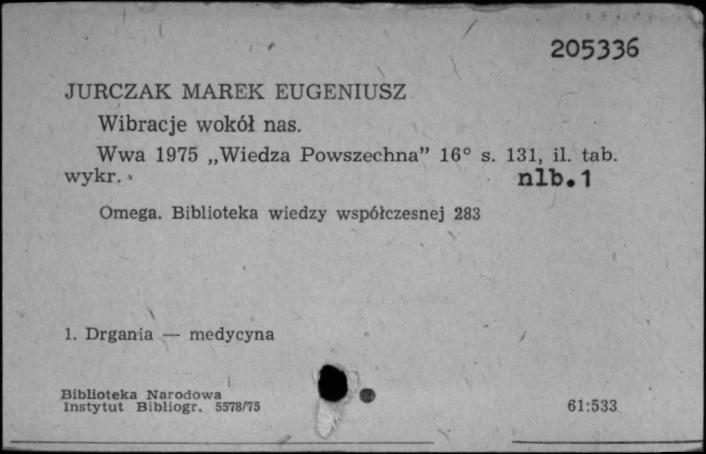 205336
JURCZAK MAREK EUGENIUSZ
Wibracje wokół nas.
Wwa 1975 „Wiedza Powszechna” 16° s. 131, il. tab.
wykr. nlb.1
Omega. Biblioteka wiedzy współczesnej 283
1. Drgania — medycyna
Biblioteka Narodowa
Instytut Bibliogr. 5578/75 61:533